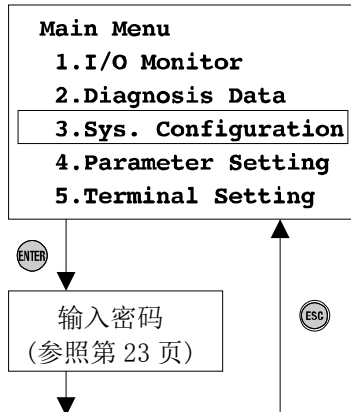 Main Menu
1.I/O Monitor
2.Diagnosis Data
3.Sys. Configuration
4.Parameter Setting
5.Terminal Setting
ENTER
ESC
输入密码
(参照第 23 页)